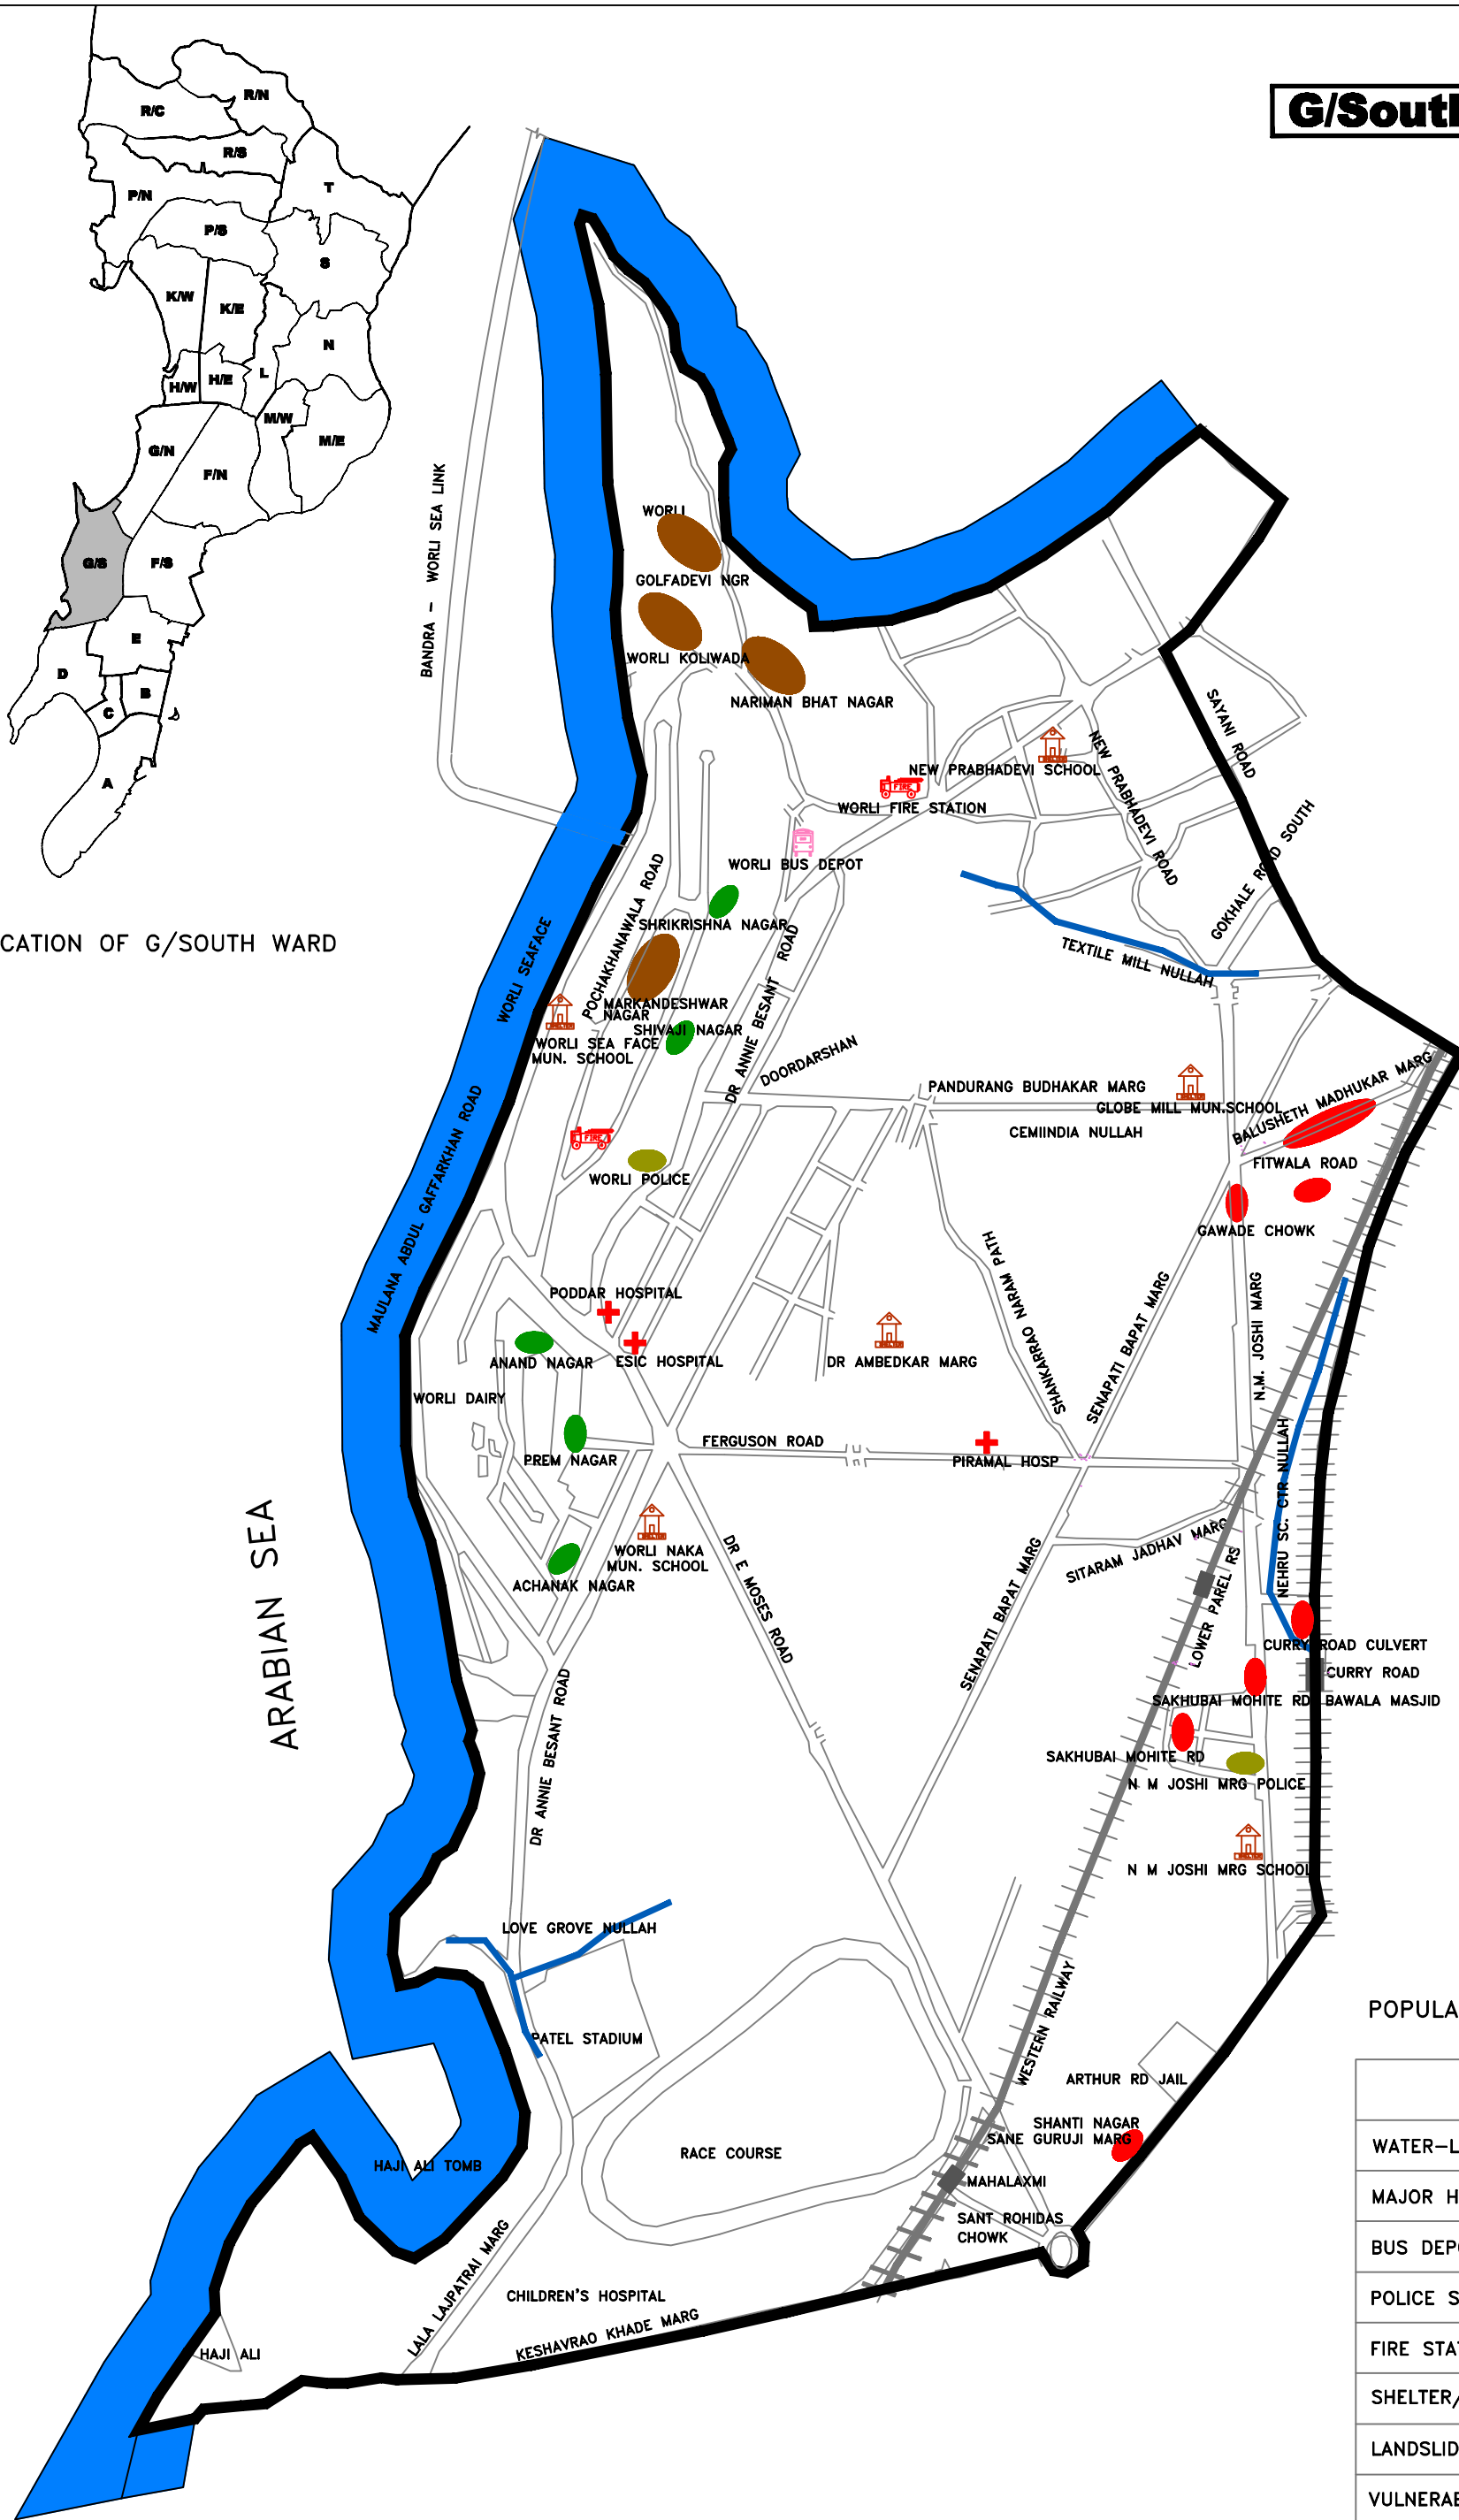 G/South
R/N
R/C
R/S
T
P/N
P/S
S
K/W
K/E
N
L
H/E
H/W
M/W
M/E
G/N
F/N
G/S
F/S
E
D
B
C
A
CATION OF G/SOUTH WARD
BANDRA - WORLI SEA LINK
WORLI
GOLFADEVI NGR
WORLI KOLIWADA
NARIMAN BHAT NAGAR
SAYANI ROAD
NEW PRABHADEVI SCHOOL
NEW PRABHADEVI ROAD
FIRE
WORLI FIRE STATION
WORLI BUS DEPOT
GOKHALE ROAD SOUTH
POCHAKHANAWALA ROAD
SHRIKRISHNA NAGAR
TEXTILE MILL NULLAH
WORLI SEAFACE
MARKANDESHWAR
NAGAR
SHIVAJI NAGAR
WORLI SEA FACE
MUN. SCHOOL
DR ANNIE BESANT ROAD
DOORDARSHAN
PANDURANG BUDHAKAR MARG
GLOBE MILL MUN.SCHOOL
BALUSHETH MADHUKAR MARG
CEMIINDIA NULLAH
FIRE
FITWALA ROAD
WORLI POLICE
GAWADE CHOWK
MAULANA ABDUL GAFFARKHAN ROAD
SHANKARRAO NARAM PATH
SENAPATI BAPAT MARG
N.M. JOSHI MARG
PODDAR HOSPITAL
ANAND NAGAR
ESIC HOSPITAL
DR AMBEDKAR MARG
WORLI DAIRY
FERGUSON ROAD
PREM NAGAR
PIRAMAL HOSP
NEHRU SC. CTR NULLAH
ARABIAN SEA
WORLI NAKA
MUN. SCHOOL
ACHANAK NAGAR
DR E MOSES ROAD
SENAPATI BAPAT MARG
SITARAM JADHAV MARG
LOWER PAREL RS
CURRY ROAD CULVERT
CURRY ROAD
SAKHUBAI MOHITE RD
BAWALA MASJID
DR ANNIE BESANT ROAD
SAKHUBAI MOHITE RD
N M JOSHI MRG POLICE
N M JOSHI MRG SCHOOL
LOVE GROVE NULLAH
PATEL STADIUM
WESTERN RAILWAY
ARTHUR RD JAIL
POPULA
SHANTI NAGAR
SANE GURUJI MARG
RACE COURSE
HAJI ALI TOMB
MAHALAXMI
SANT ROHIDAS
CHOWK
LALA LAJPATRAI MARG
CHILDREN'S HOSPITAL
KESHAVRAO KHADE MARG
HAJI ALI
WATER-L
MAJOR H
BUS DEP
POLICE S
FIRE STA
SHELTER/
LANDSLID
VULNERAB